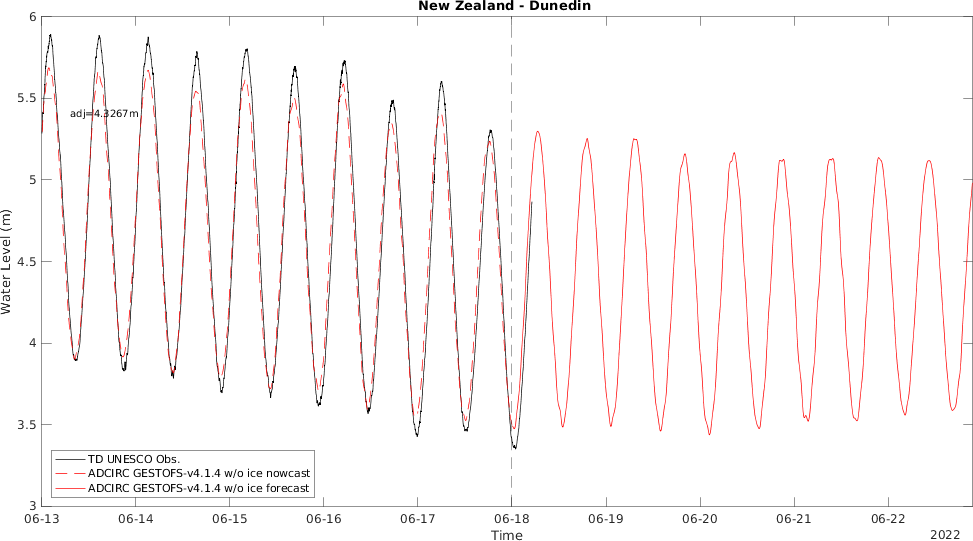 New Zealand - Dunedin
6
5.5
5
4.5
4
3.5
3
Water Level (m)
adj=4.3267m
TD UNESCO Obs.
ADCIRC GESTOFS-v4.1.4 w/o ice nowcast
ADCIRC GESTOFS-v4.1.4 w/o ice forecast
06-13 06-14 06-15 06-16 06-17 06-18 06-19 06-20 06-21 06-22
Time
2022